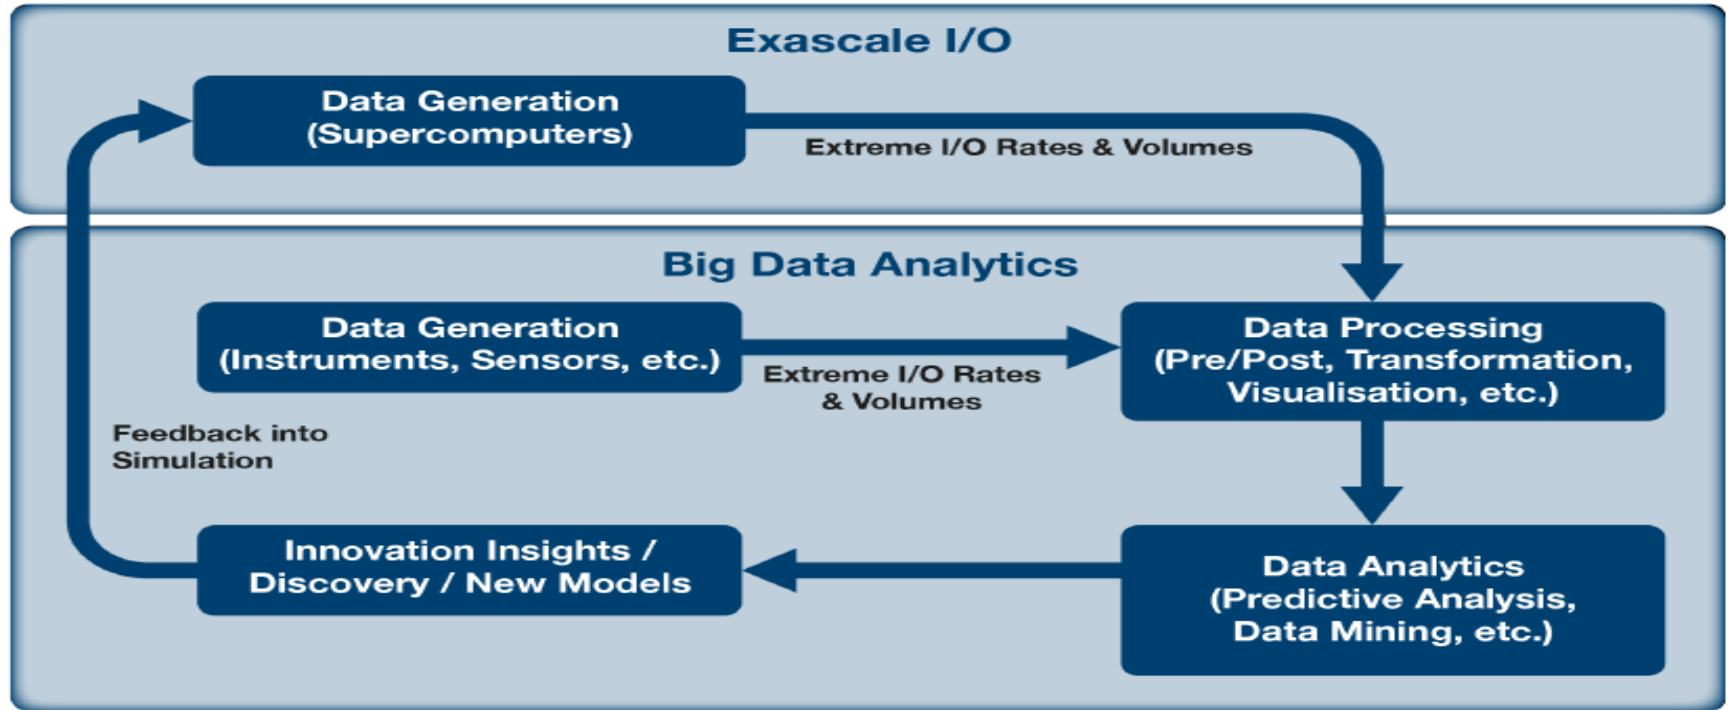 Exascale I/O
Data Generation
(Supercomputers)
Extreme I/O Rates & Volumes
Big Data Analytics
Data Generation
(Instruments, Sensors, etc.)
Extreme I/O Rates
& Volumes
Data Processing
(Pre/Post, Transformation,
Visualisation, etc.)
Feedback into
Simulation
Innovation Insights /
Discovery / New Models
Data Analytics
(Predictive Analysis,
Data Mining, etc.)